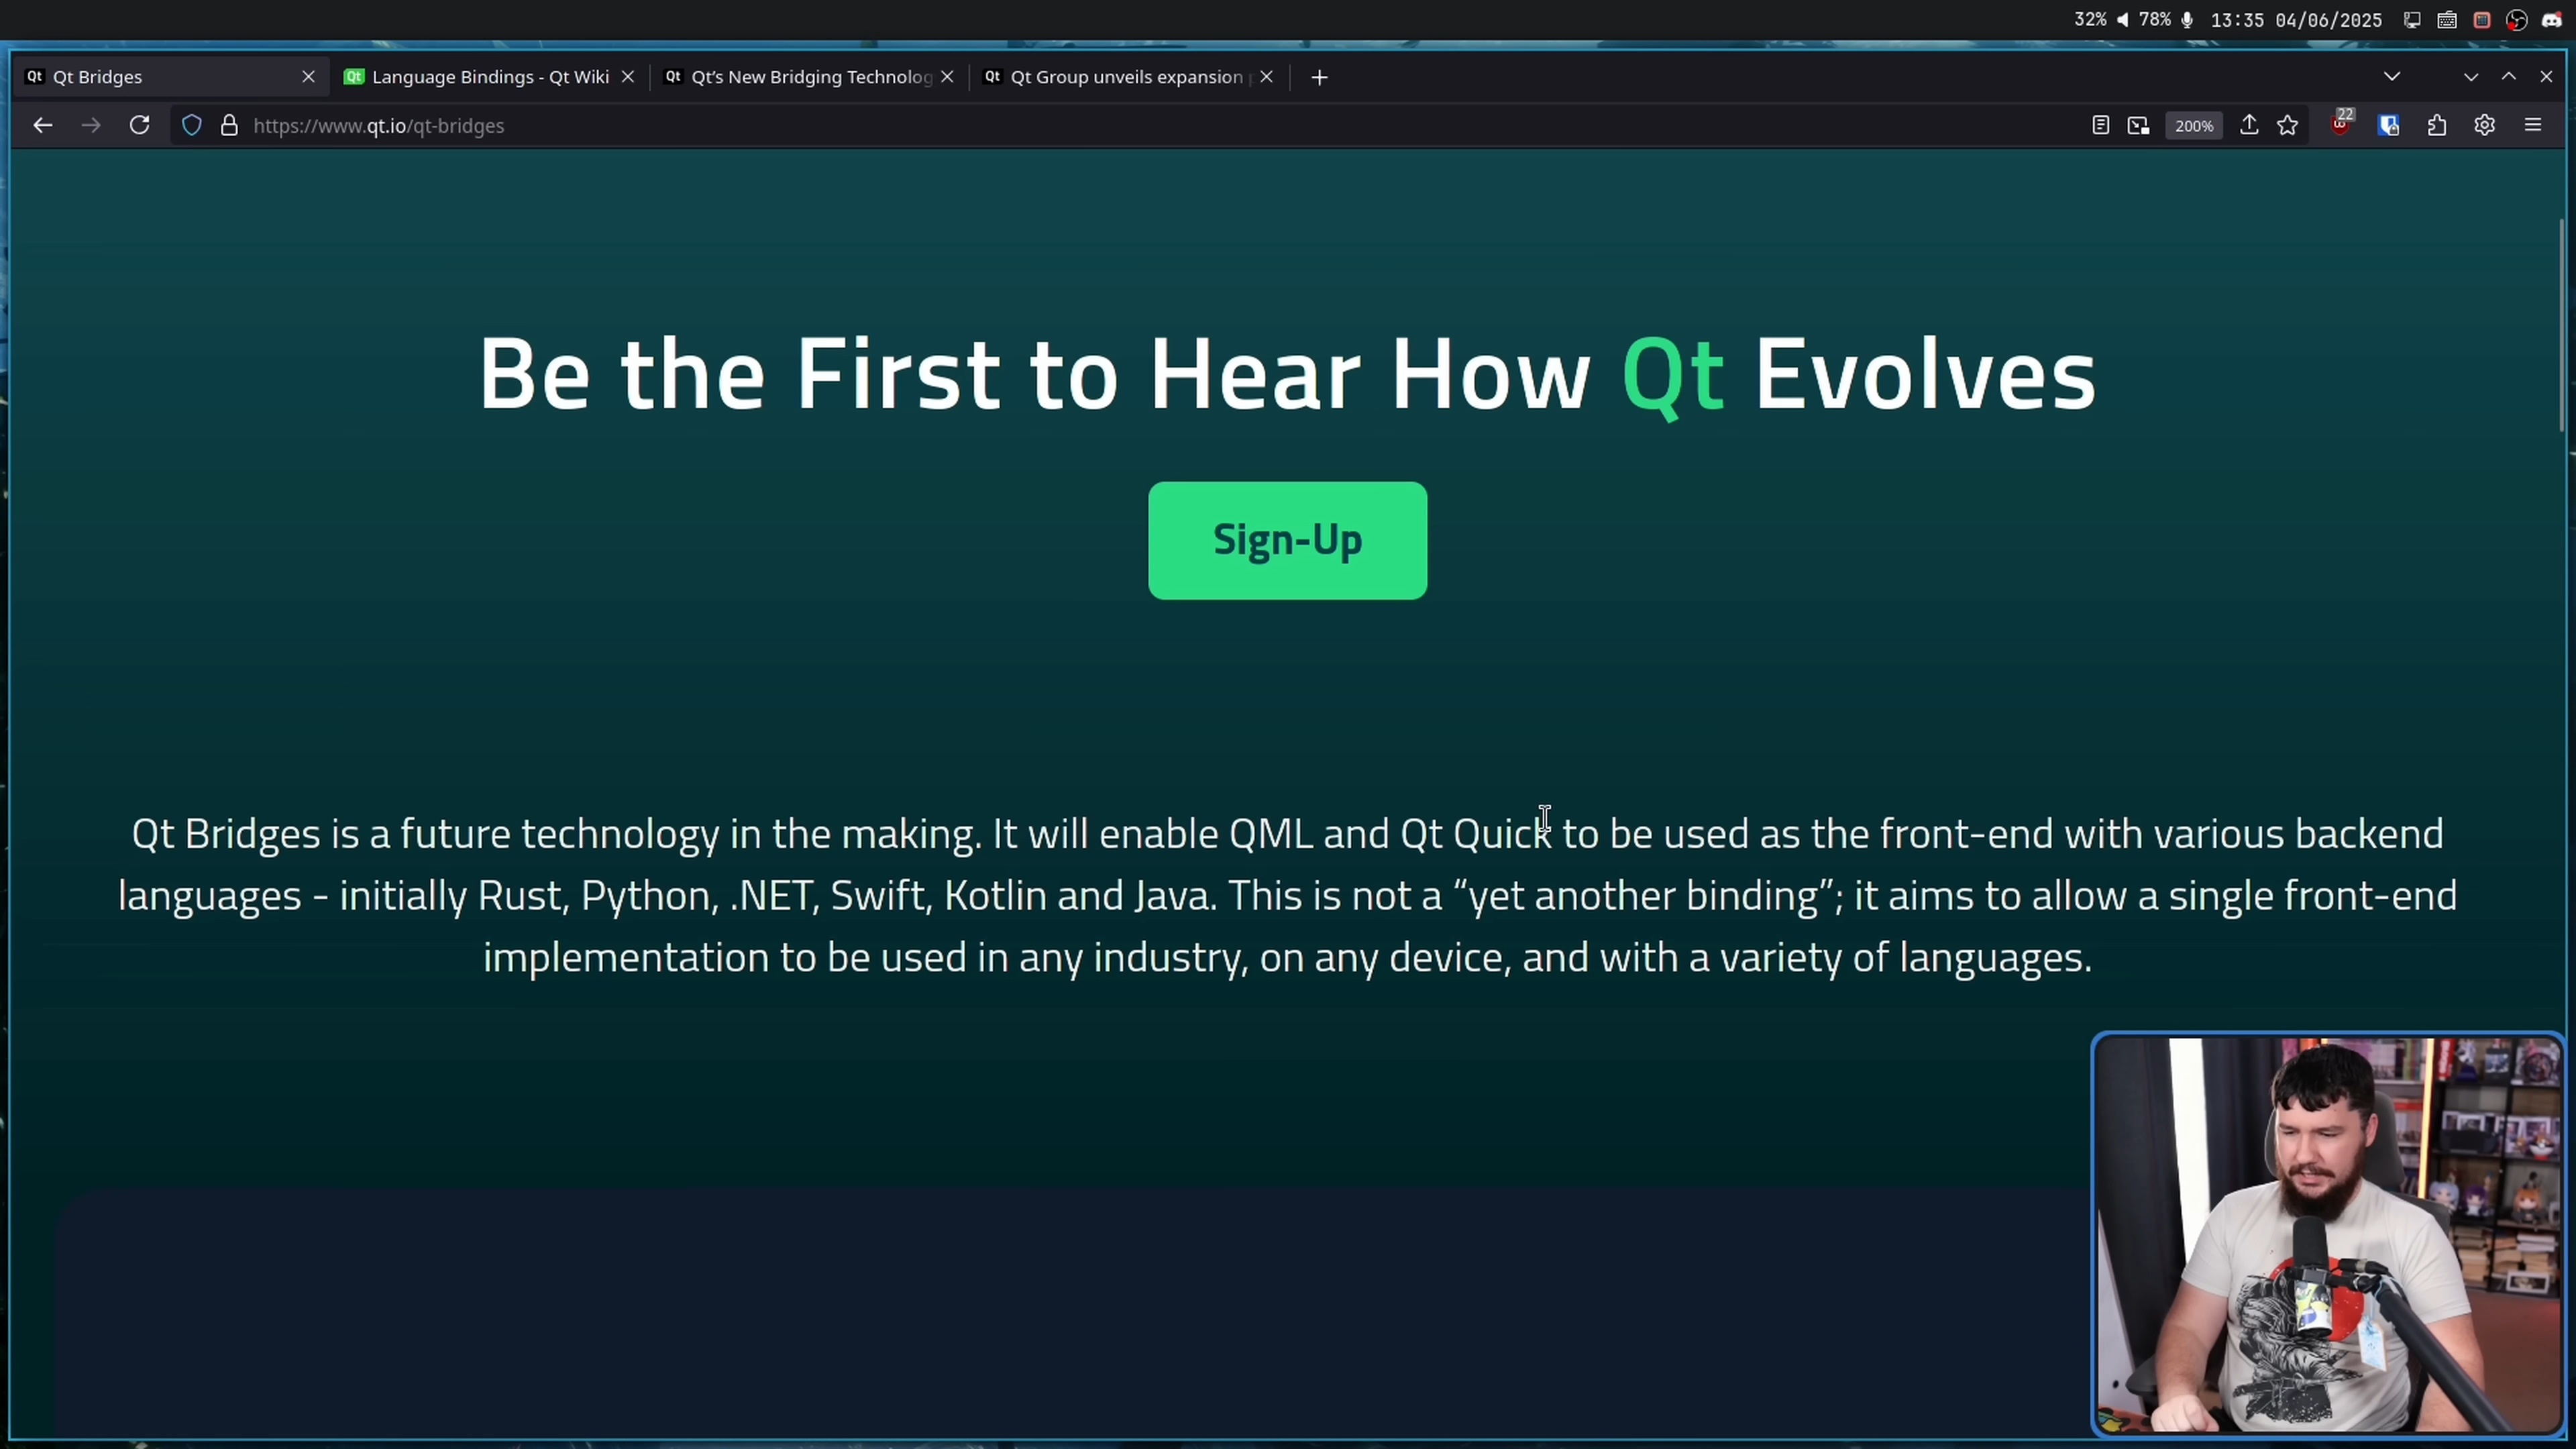 32% 78% 13:35 04/06/2025
Qt Qt Bridges
Qt Language Bindings - Qt Wiki
Qt Qt's New Bridging Technolog
Qt Qt Group unveils expansion
https://www.qt.io/qt-bridges
200%
22
Be the First to Hear How Qt Evolves
Sign-Up
Qt Bridges is a future technology in the making. It will enable QML and Qt Quick to be used as the front-end with various backend
languages - initially Rust, Python, .NET, Swift, Kotlin and Java. This is not a “yet another binding”; it aims to allow a single front-end
implementation to be used in any industry, on any device, and with a variety of languages.